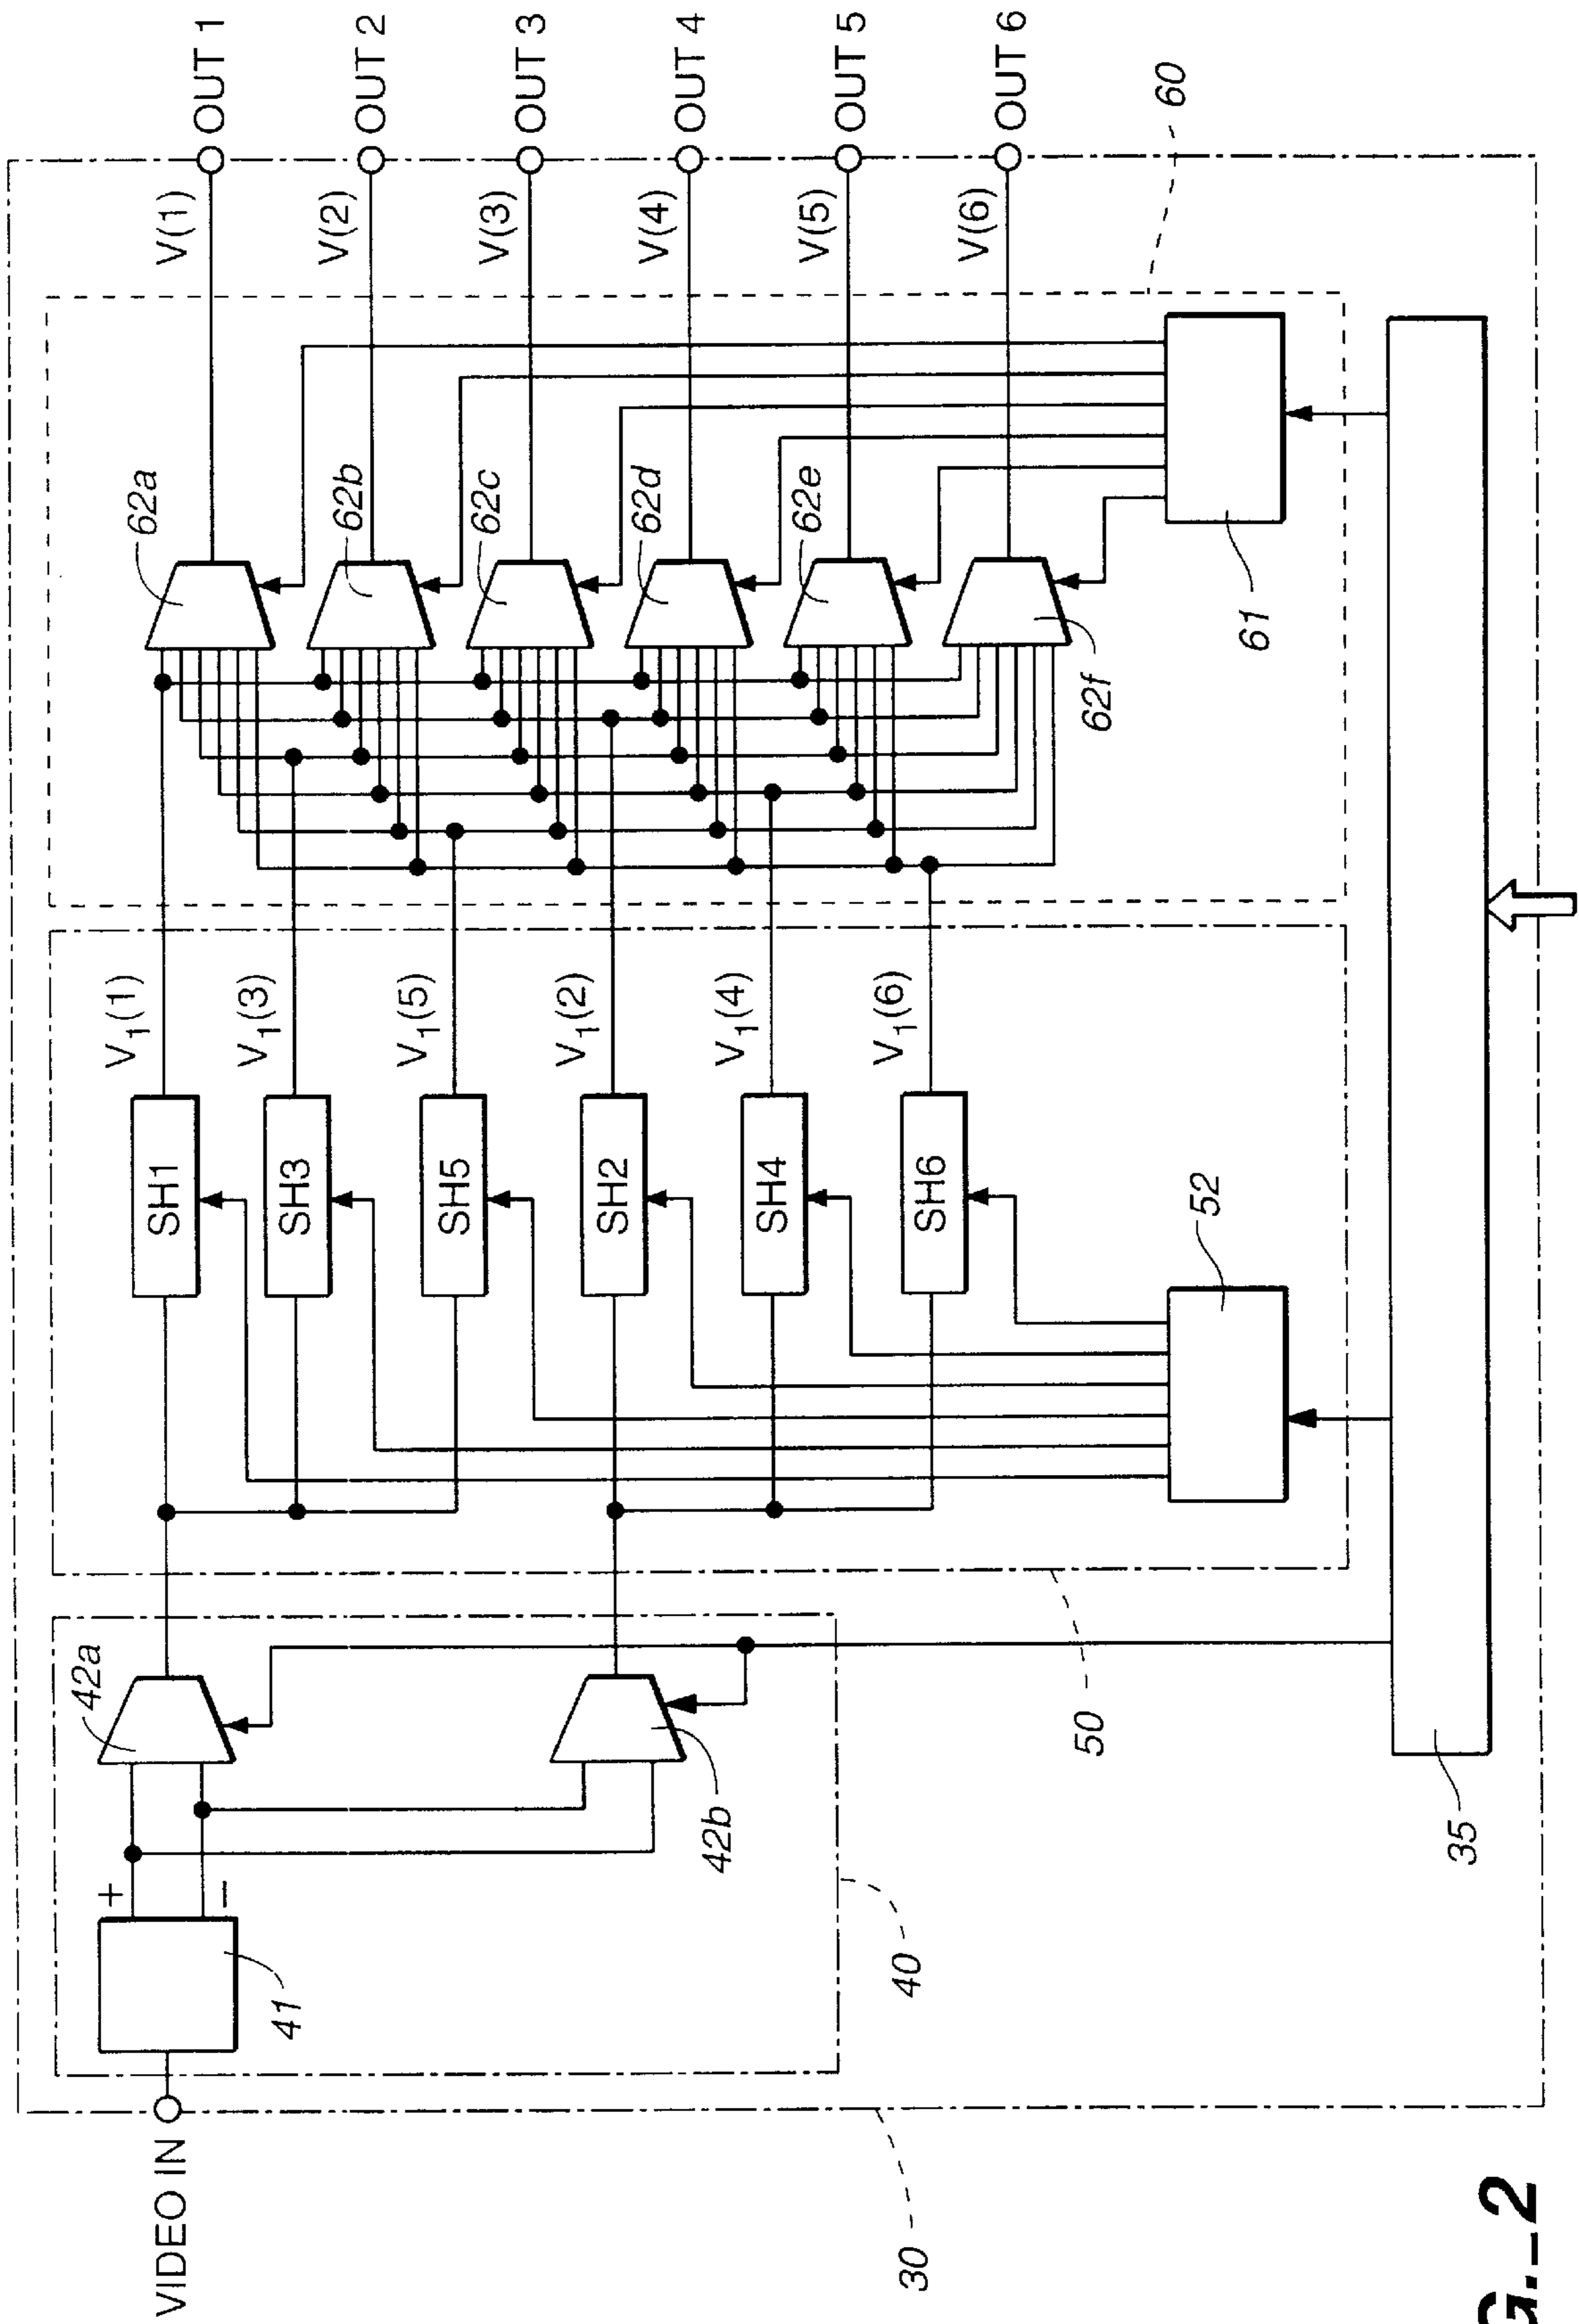 VIDEO IN
41
+
−
42a
42b
40
30
SH1
SH3
SH5
SH2
SH4
SH6
V1(1)
V1(3)
V1(5)
V1(2)
V1(4)
V1(6)
52
50
62a
62b
62c
62d
62e
62f
61
60
V(1)
V(2)
V(3)
V(4)
V(5)
V(6)
OUT 1
OUT 2
OUT 3
OUT 4
OUT 5
OUT 6
35
G._2